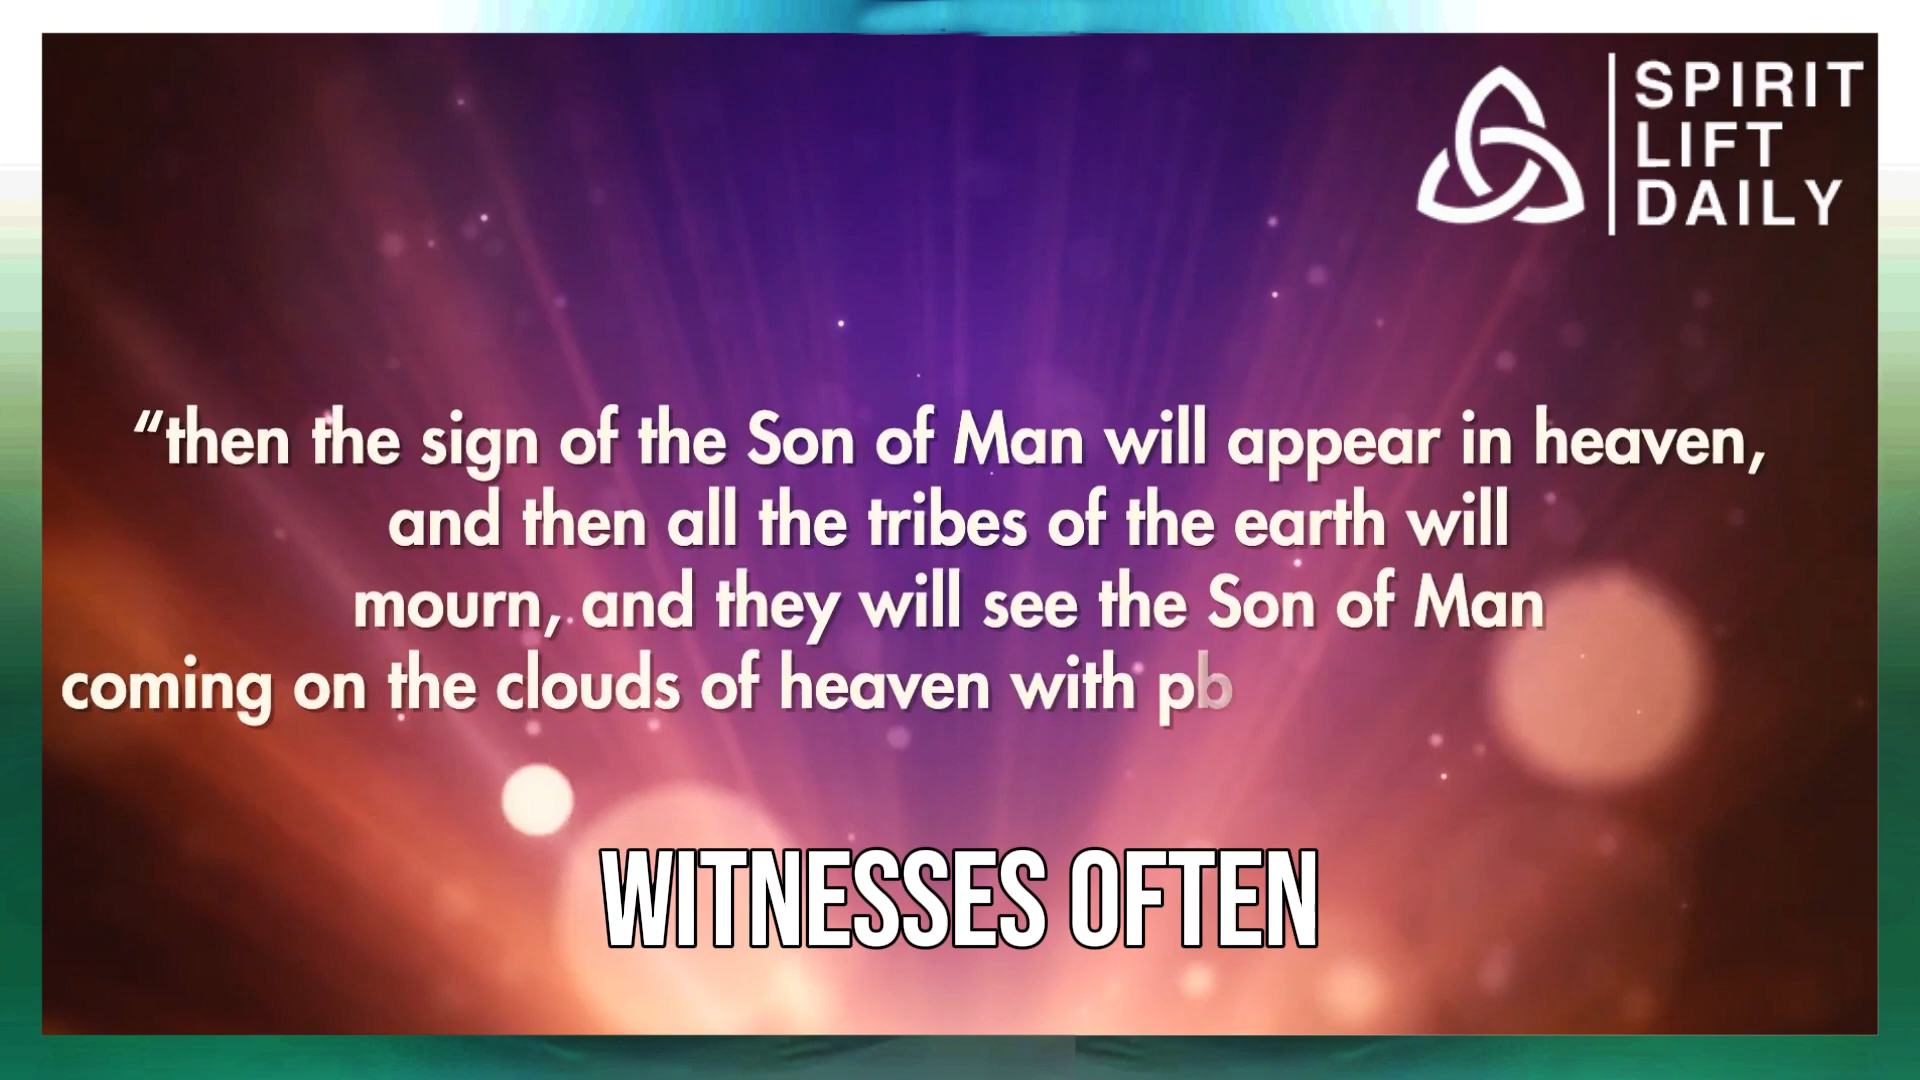 SPIRIT
LIFT
DAILY
“then the sign of the Son of Man will appear in heaven,
and then all the tribes of the earth will
mourn, and they will see the Son of Man
coming on the clouds of heaven with pb
WITNESSES OFTEN